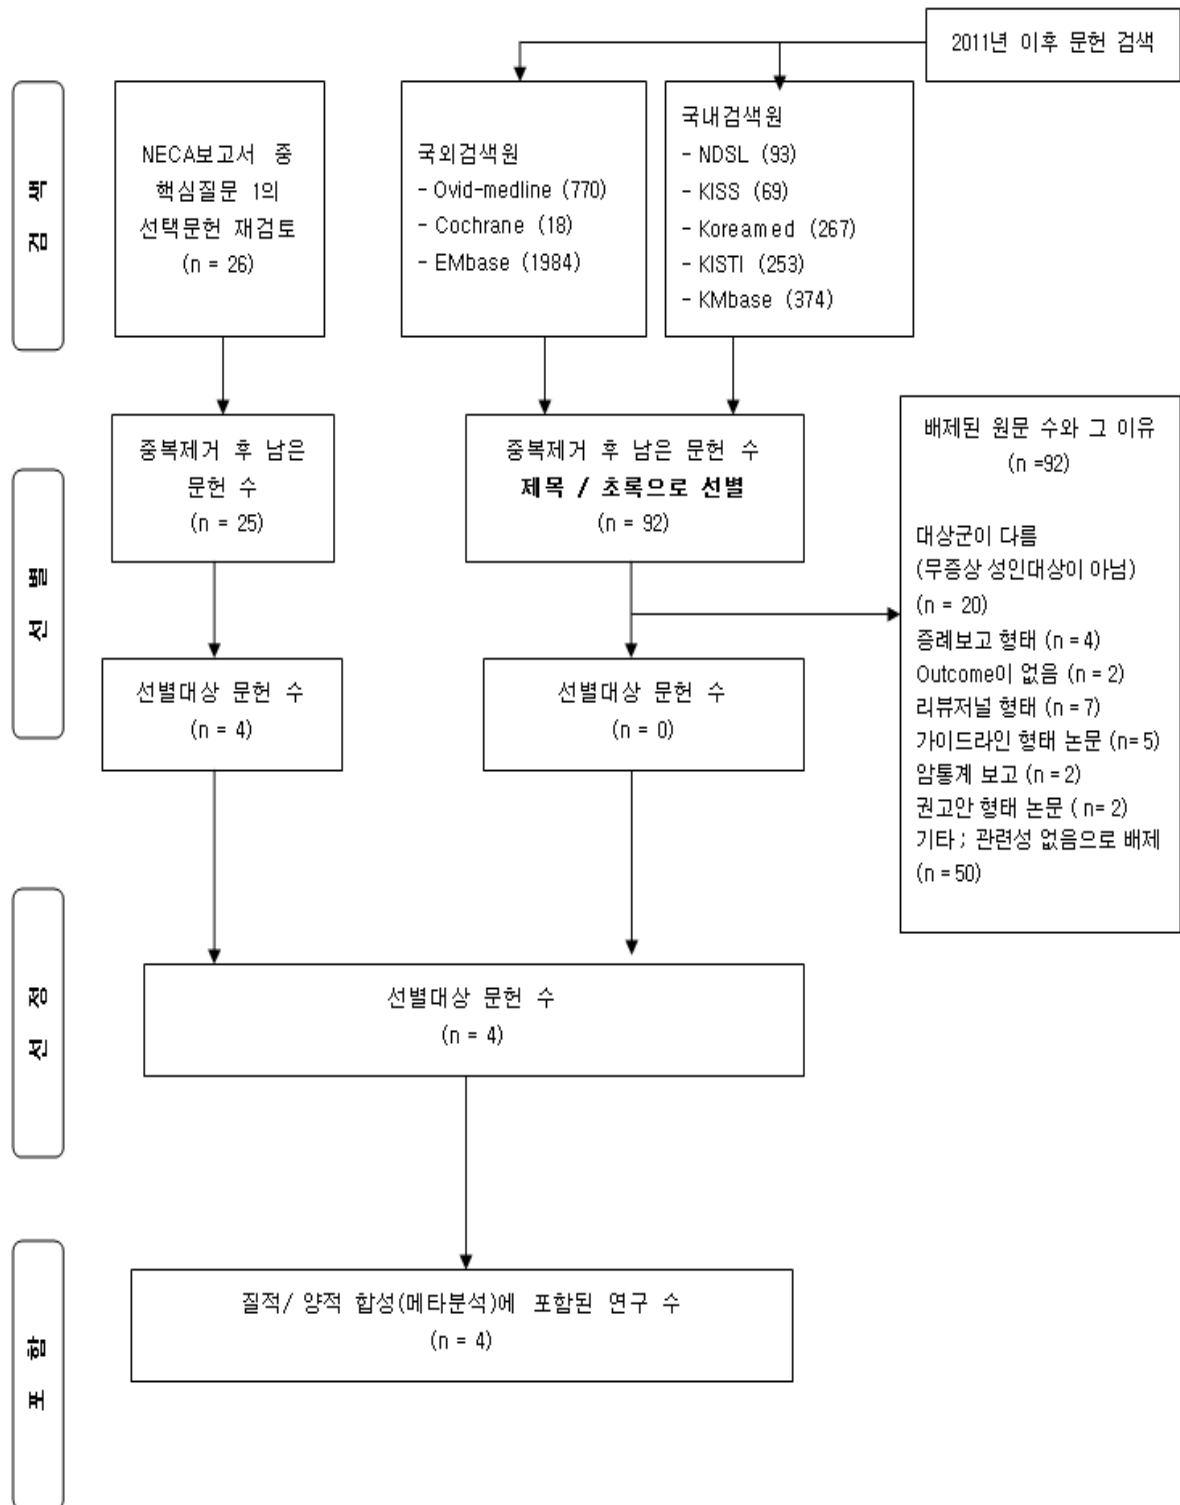 2011년 이후 문헌 검색
검색
NECA보고서 중
핵심질문 1의
선택문헌 재검토
(n = 26)
국외검색원
- Ovid-medline (770)
- Cochrane (18)
- EMbase (1984)
국내검색원
- NDSL (93)
- KISS (69)
- Koreamed (267)
- KISTI (253)
- KMbase (374)
선별
중복제거 후 남은
문헌 수
(n = 25)
중복제거 후 남은 문헌 수
제목 / 초록으로 선별
(n = 92)
배제된 원문 수와 그 이유
(n =92)
대상군이 다름
(무증상 성인대상이 아님)
(n = 20)
증례보고 형태 (n = 4)
Outcome이 없음 (n = 2)
리뷰저널 형태 (n = 7)
가이드라인 형태 논문 (n= 5)
암통계 보고 (n = 2)
권고안 형태 논문 ( n= 2)
기타 ; 관련성 없음으로 배제
(n = 50)
선별대상 문헌 수
(n = 4)
선별대상 문헌 수
(n = 0)
선정
선별대상 문헌 수
(n = 4)
포함
질적/ 양적 합성(메타분석)에 포함된 연구 수
(n = 4)